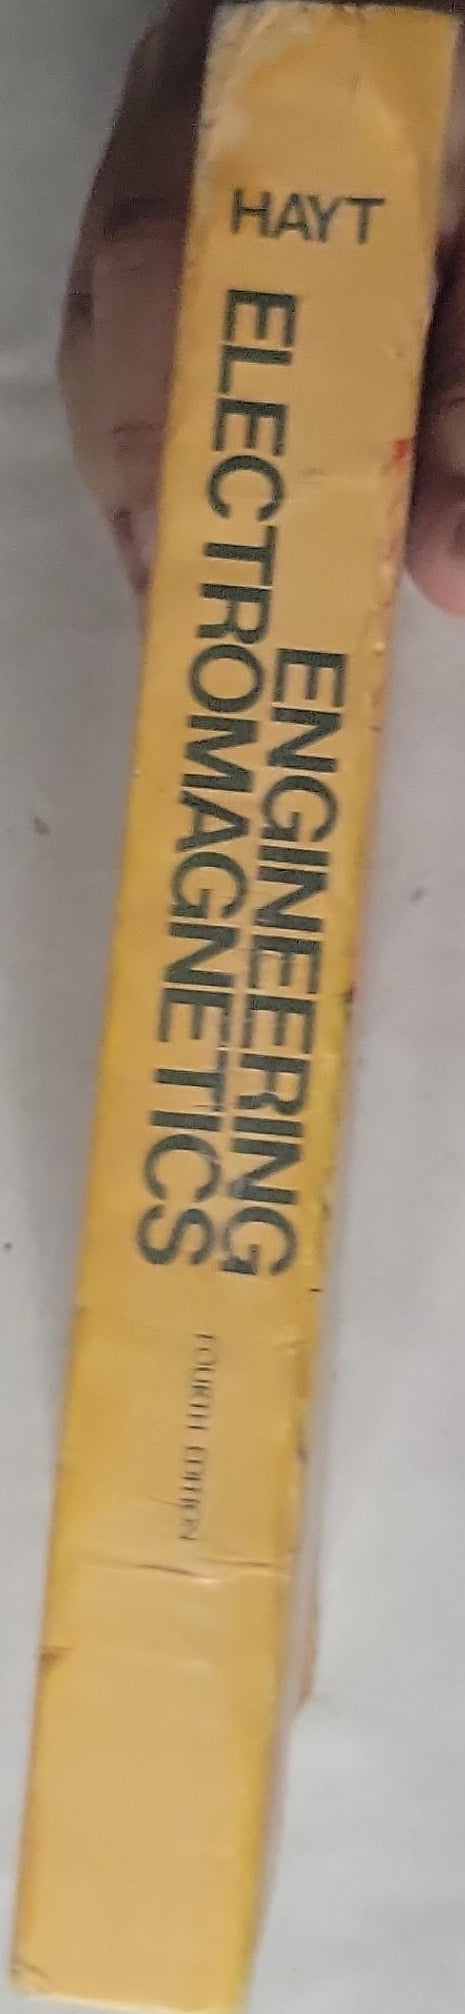 HAYT
ENGINEERING
ELECTROMAGNETICS
FOURTH EDITION